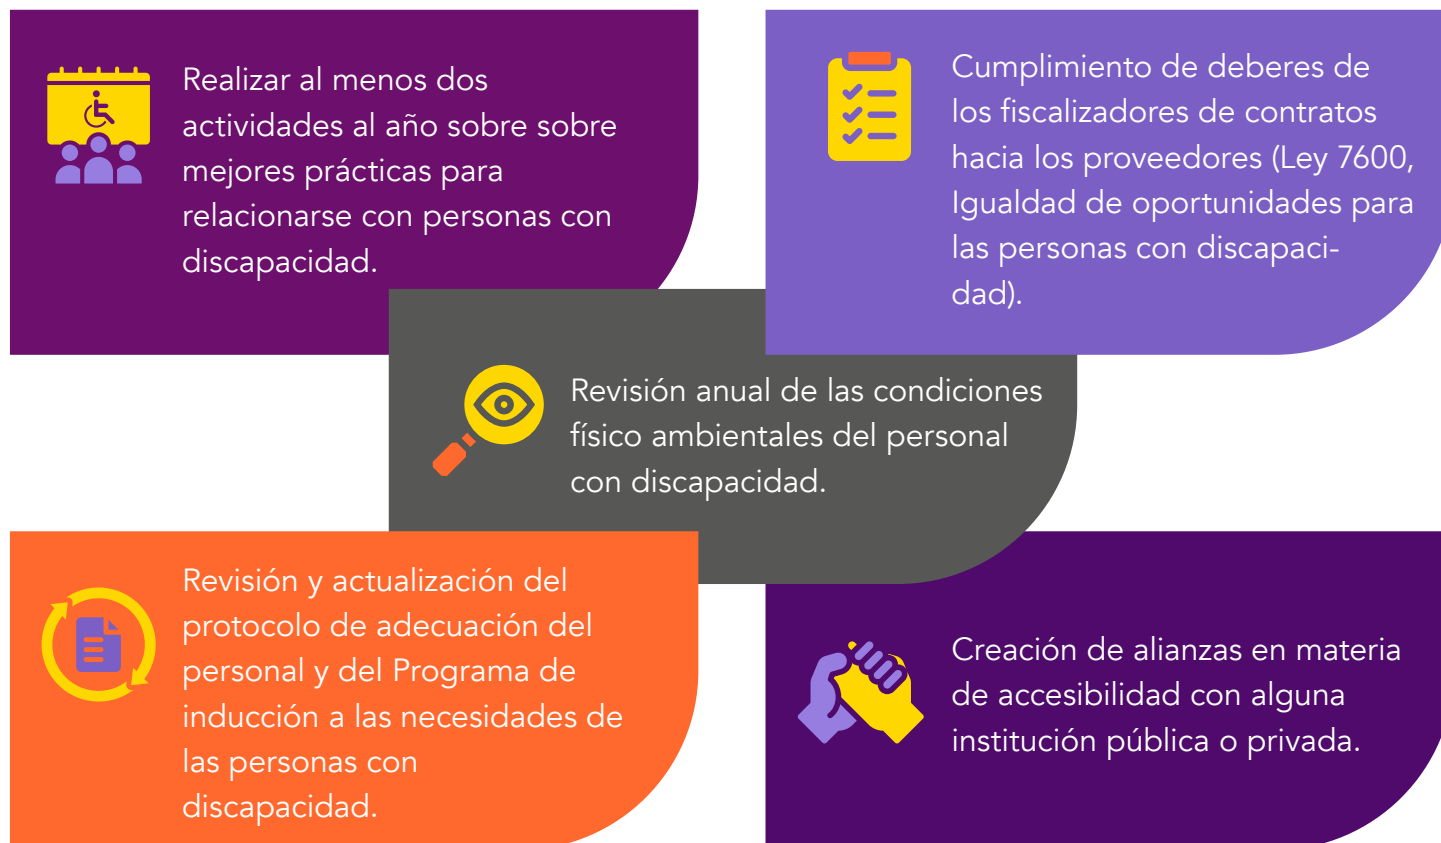 Realizar al menos dos
actividades al año sobre sobre
mejores prácticas para
relacionarse con personas con
discapacidad.
Cumplimiento de deberes de
los fiscalizadores de contratos
hacia los proveedores (Ley 7600,
Igualdad de oportunidades para
las personas con discapaci-
dad).
Revisión anual de las condiciones
físico ambientales del personal
con discapacidad.
Revisión y actualización del
protocolo de adecuación del
personal y del Programa de
inducción a las necesidades de
las personas con
discapacidad.
Creación de alianzas en materia
de accesibilidad con alguna
institución pública o privada.